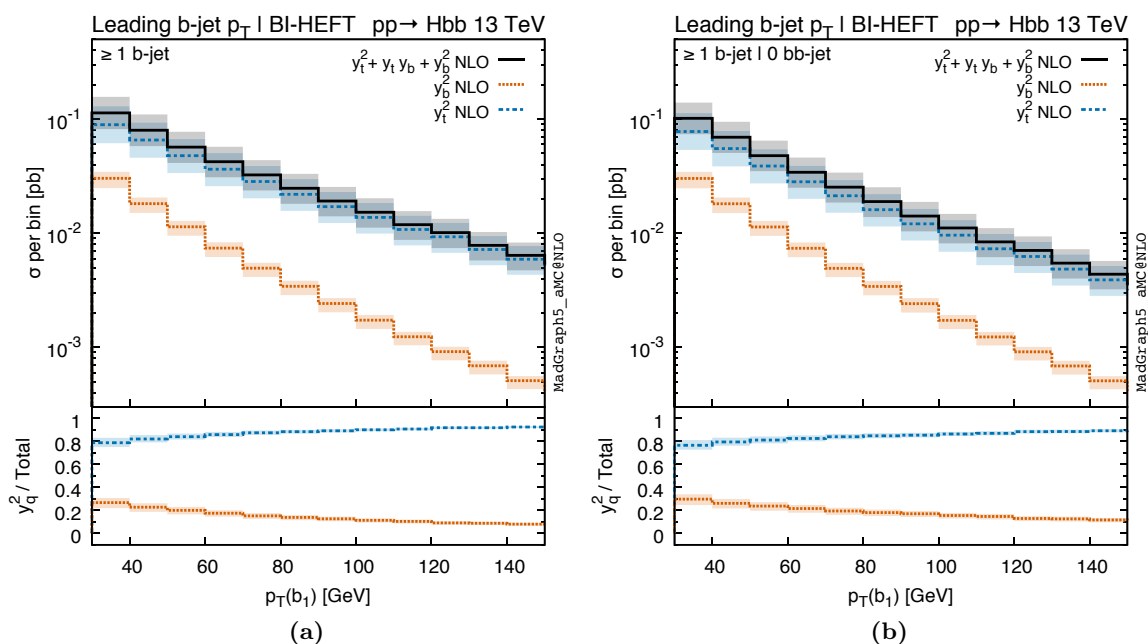 Leading b-jet p_T | BI-HEFT pp→ Hbb 13 TeV
≥ 1 b-jet
y_t^2+ y_t y_b + y_b^2 NLO
y_b^2 NLO
y_t^2 NLO
σ per bin [pb]
10^-1
10^-2
10^-3
MadGraph5_aMC@NLO
y_q^2 / Total
1
0.8
0.6
0.4
0.2
0
40 60 80 100 120 140
p_T(b_1) [GeV]
(a)
Leading b-jet p_T | BI-HEFT pp→ Hbb 13 TeV
≥ 1 b-jet | 0 bb-jet
y_t^2+ y_t y_b + y_b^2 NLO
y_b^2 NLO
y_t^2 NLO
σ per bin [pb]
10^-1
10^-2
10^-3
MadGraph5_aMC@NLO
y_q^2 / Total
1
0.8
0.6
0.4
0.2
0
40 60 80 100 120 140
p_T(b_1) [GeV]
(b)